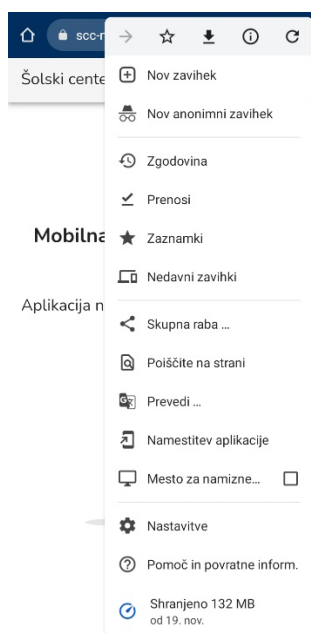 scc-r
Šolski cente
Nov zavihek
Nov anonimni zavihek
Zgodovina
Prenosi
Mobilna
Zaznamki
Nedavni zavihki
Aplikacija n
Skupna raba ...
Poiščite na strani
Prevedi ...
Namestitev aplikacije
Mesto za namizne...
Nastavitve
Pomoč in povratne inform.
Shranjeno 132 MB
od 19. nov.